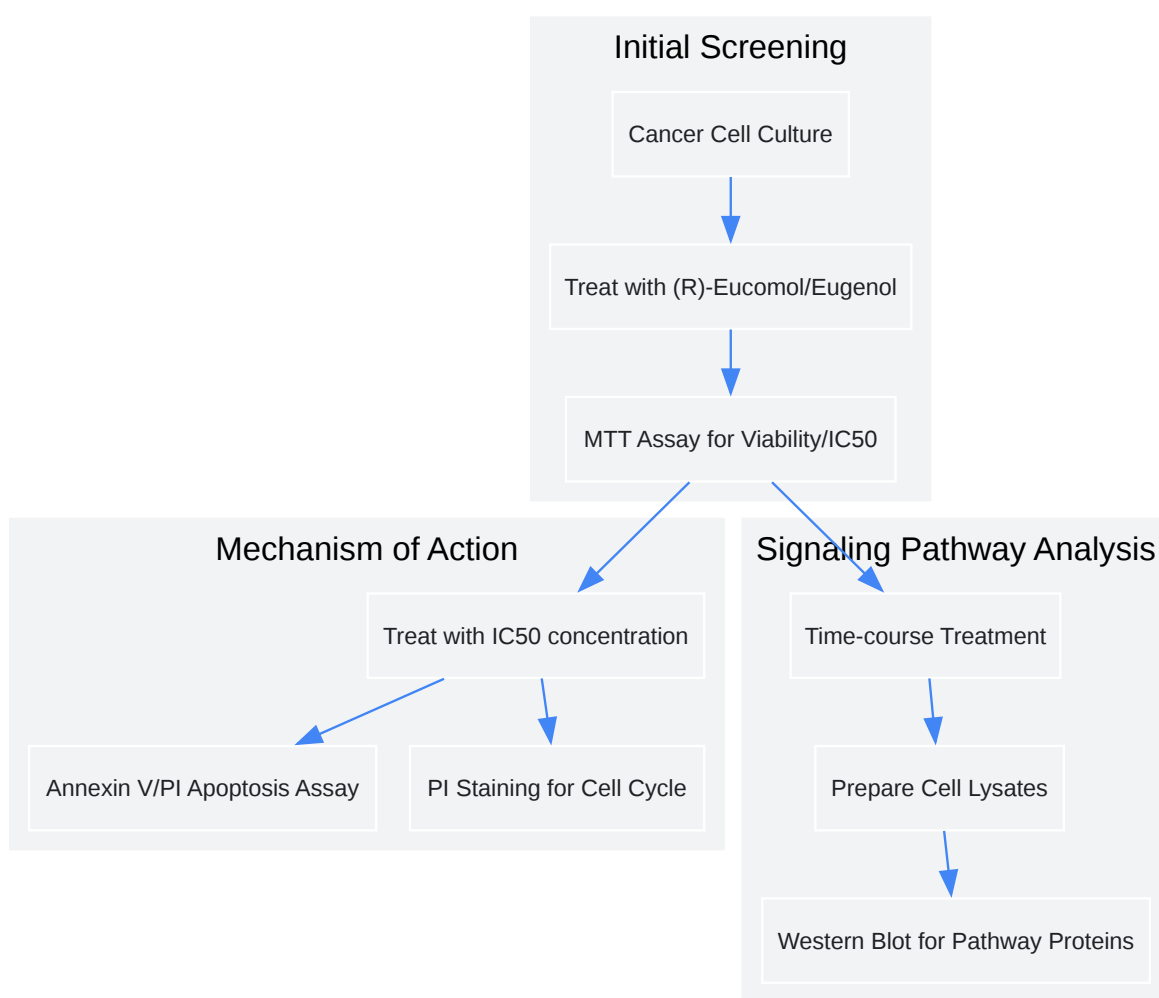 Initial Screening
Cancer Cell Culture
Treat with (R)-Eucomol/Eugenol
MTT Assay for Viability/IC50
Mechanism of Action
Treat with IC50 concentration
Annexin V/PI Apoptosis Assay
PI Staining for Cell Cycle
Signaling Pathway Analysis
Time-course Treatment
Prepare Cell Lysates
Western Blot for Pathway Proteins